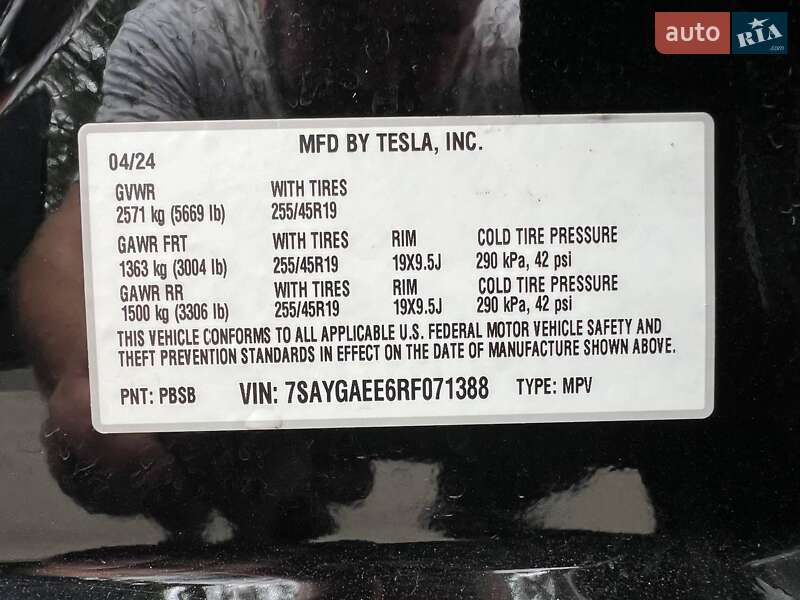 auto RIA .com
MFD BY TESLA, INC.
04/24
GVWR WITH TIRES
2571 kg (5669 lb) 255/45R19
GAWR FRT WITH TIRES RIM COLD TIRE PRESSURE
1363 kg (3004 lb) 255/45R19 19X9.5J 290 kPa, 42 psi
GAWR RR WITH TIRES RIM COLD TIRE PRESSURE
1500 kg (3306 lb) 255/45R19 19X9.5J 290 kPa, 42 psi
THIS VEHICLE CONFORMS TO ALL APPLICABLE U.S. FEDERAL MOTOR VEHICLE SAFETY AND
THEFT PREVENTION STANDARDS IN EFFECT ON THE DATE OF MANUFACTURE SHOWN ABOVE.
PNT: PBSB VIN: 7SAYGAEE6RF071388 TYPE: MPV